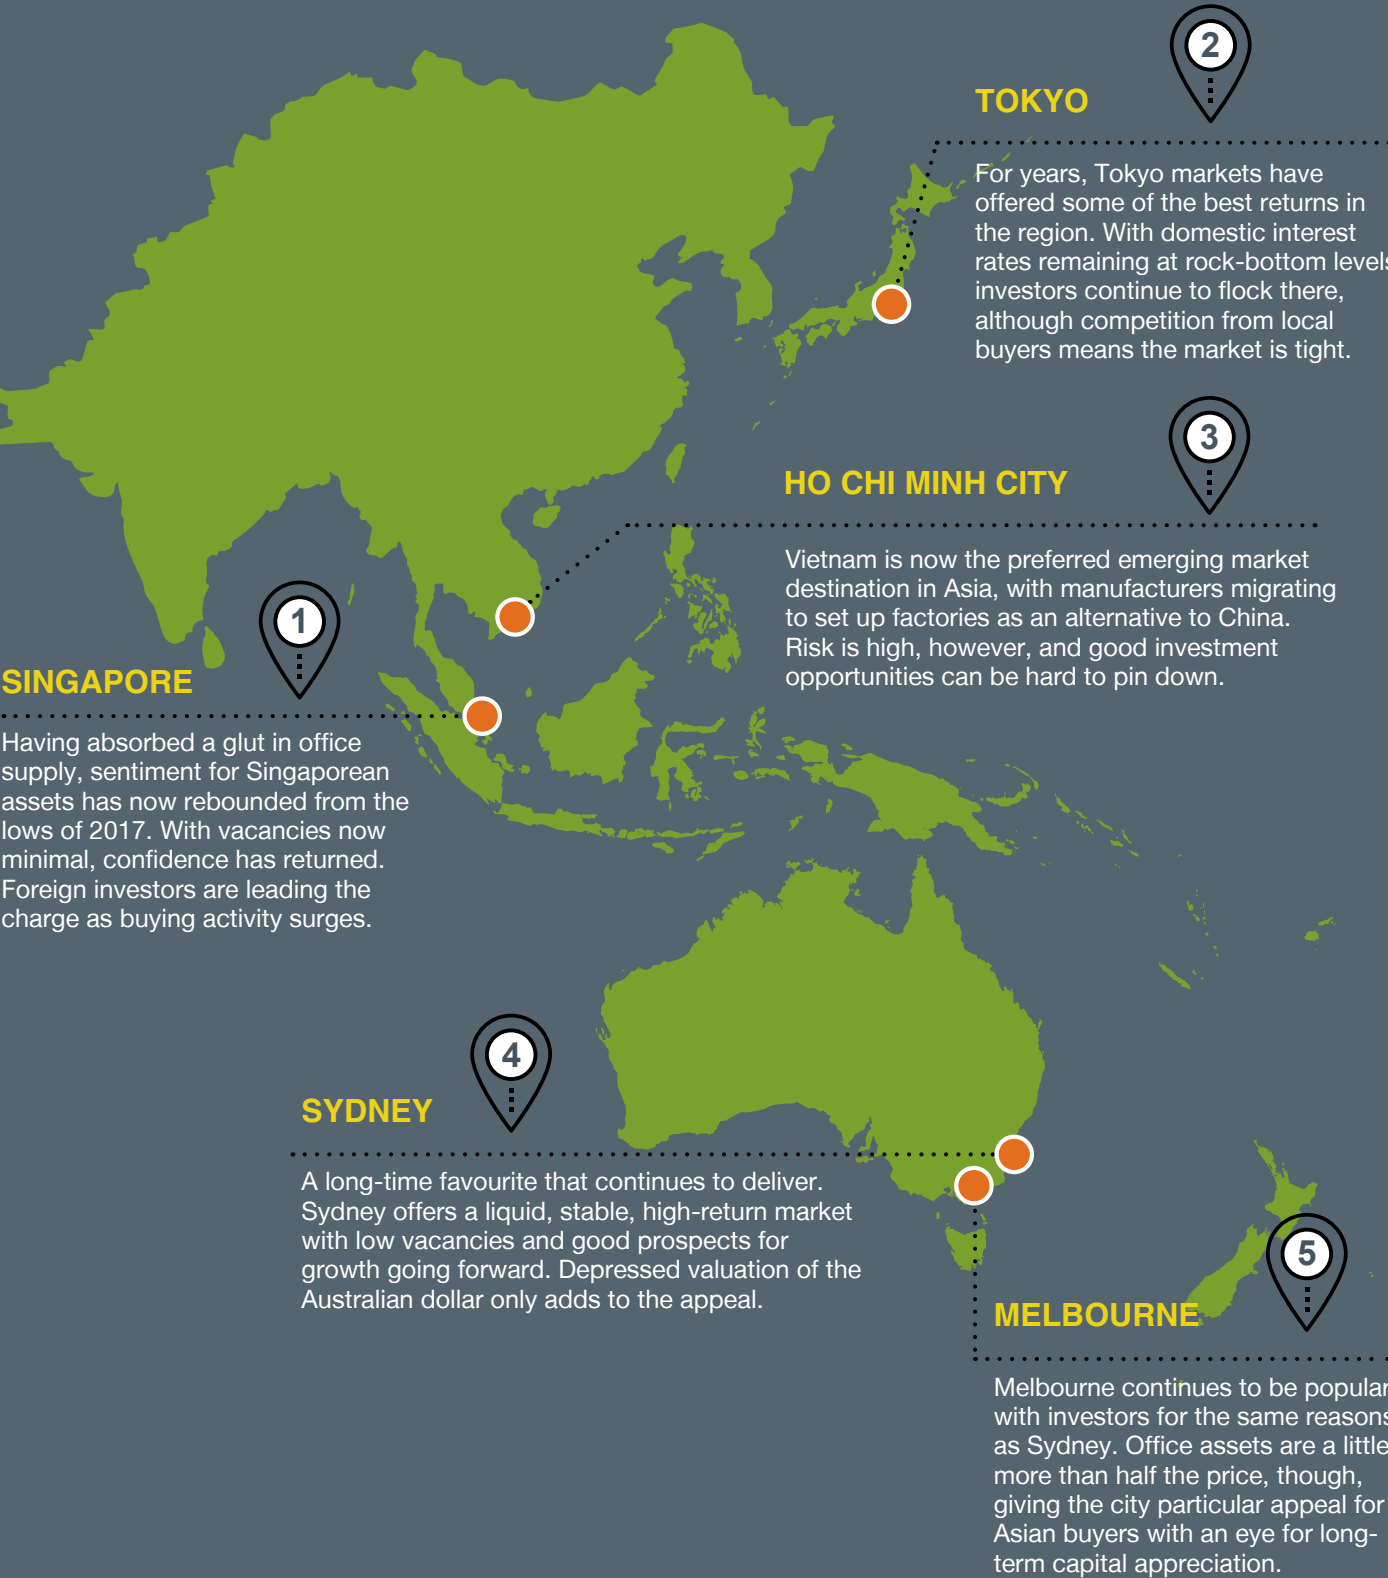 2
TOKYO
For years, Tokyo markets have
offered some of the best returns in
the region. With domestic interest
rates remaining at rock-bottom levels
investors continue to flock there,
although competition from local
buyers means the market is tight.
3
HO CHI MINH CITY
Vietnam is now the preferred emerging market
destination in Asia, with manufacturers migrating
to set up factories as an alternative to China.
Risk is high, however, and good investment
opportunities can be hard to pin down.
1
SINGAPORE
Having absorbed a glut in office
supply, sentiment for Singaporean
assets has now rebounded from the
lows of 2017. With vacancies now
minimal, confidence has returned.
Foreign investors are leading the
charge as buying activity surges.
4
SYDNEY
A long-time favourite that continues to deliver.
Sydney offers a liquid, stable, high-return market
with low vacancies and good prospects for
growth going forward. Depressed valuation of the
Australian dollar only adds to the appeal.
5
MELBOURNE
Melbourne continues to be popular
with investors for the same reasons
as Sydney. Office assets are a little
more than half the price, though,
giving the city particular appeal for
Asian buyers with an eye for long-
term capital appreciation.